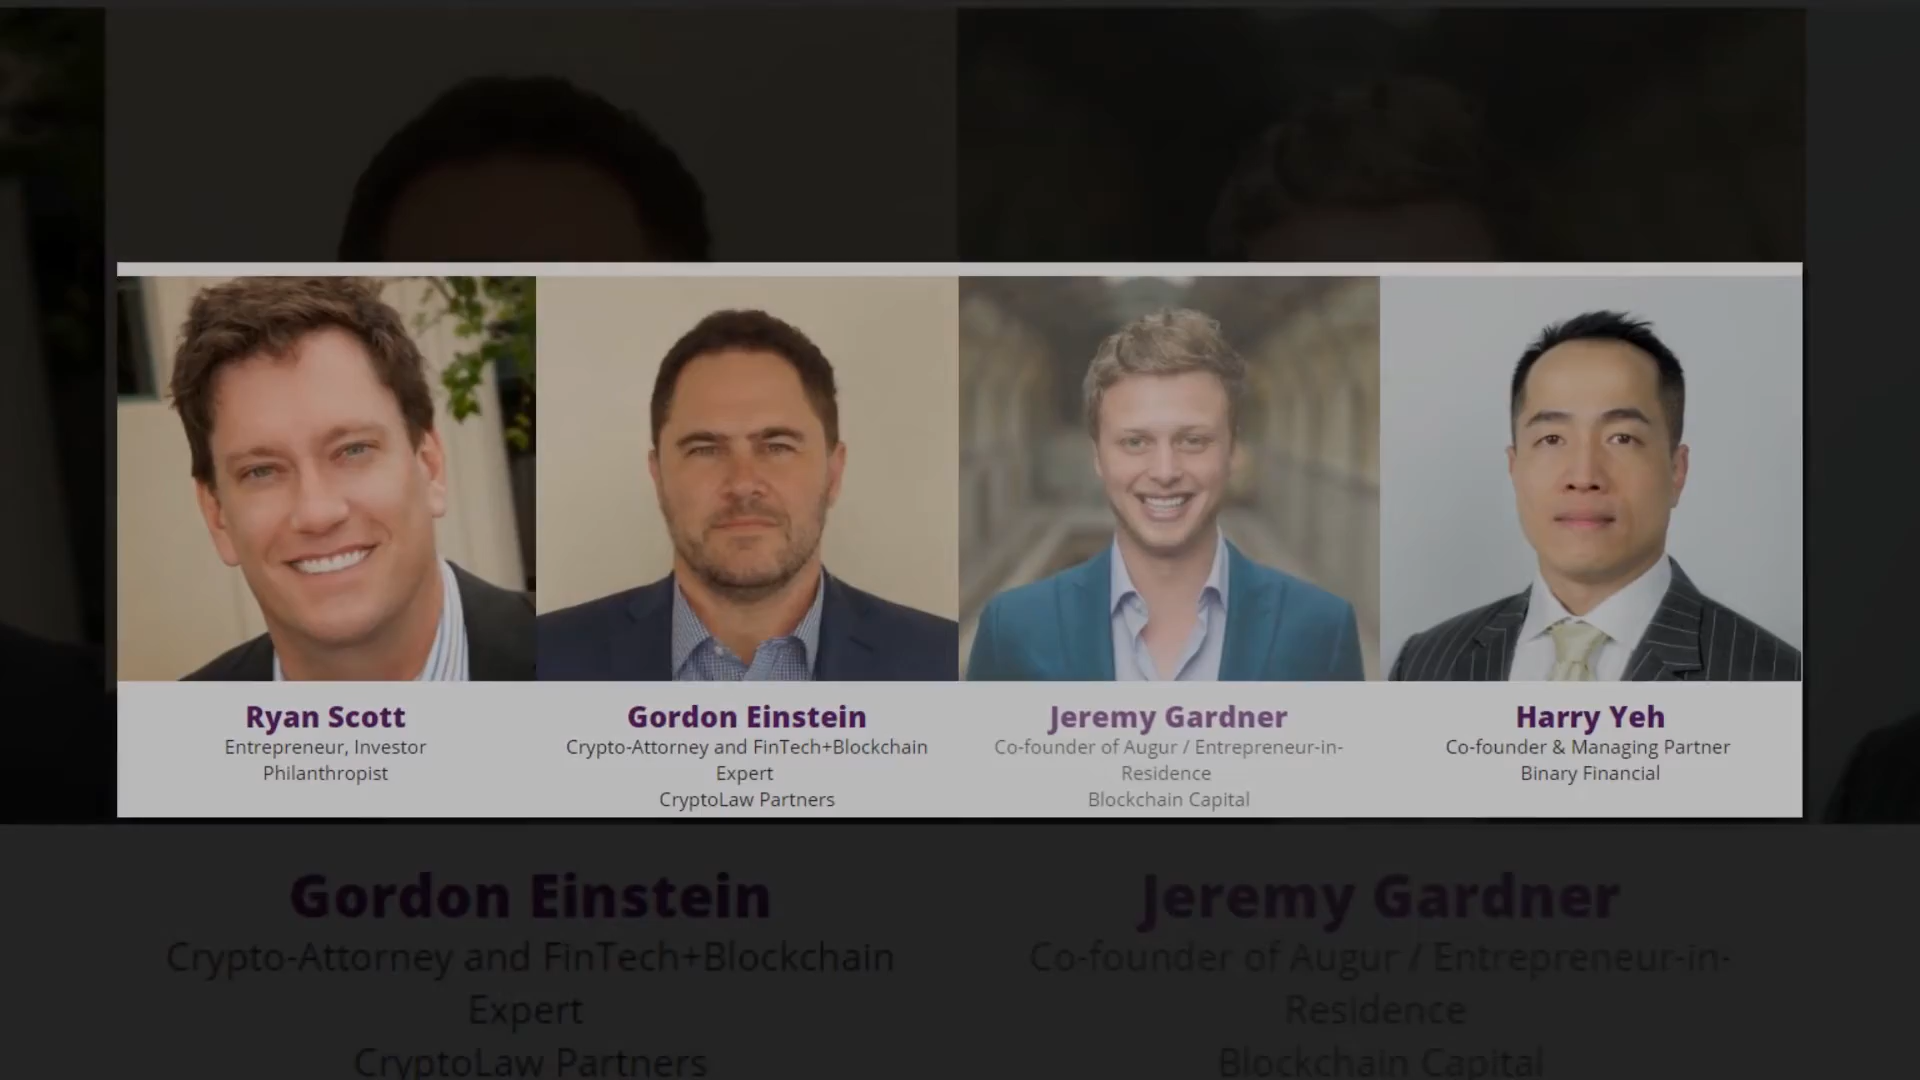 Ryan Scott
Entrepreneur, Investor
Philanthropist
Gordon Einstein
Crypto-Attorney and FinTech+Blockchain
Expert
CryptoLaw Partners
Jeremy Gardner
Co-founder of Augur / Entrepreneur-in-
Residence
Blockchain Capital
Harry Yeh
Co-founder & Managing Partner
Binary Financial
Gordon Einstein
Crypto-Attorney and FinTech+Blockchain
Expert
CryptoLaw Partners
Jeremy Gardner
Co-founder of Augur / Entrepreneur-in-
Residence
Blockchain Capital